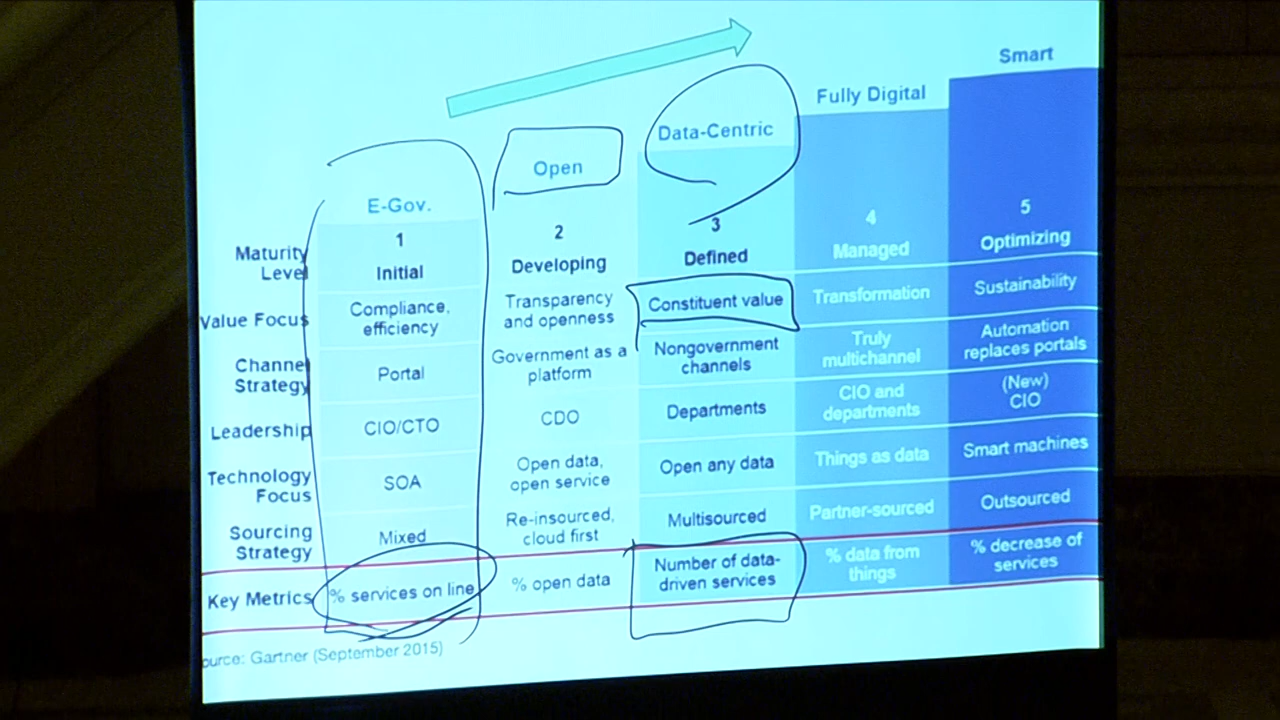 Smart
Fully Digital
Data-Centric
Open
E-Gov.
Maturity
Level
1
Initial
2
Developing
3
Defined
4
Managed
5
Optimizing
Value Focus
Compliance,
efficiency
Transparency
and openness
Constituent value
Transformation
Sustainability
Channel
Strategy
Portal
Government as a
platform
Nongovernment
channels
Truly
multichannel
Automation
replaces portals
Leadership
CIO/CTO
CDO
Departments
CIO and
departments
(New)
CIO
Technology
Focus
SOA
Open data,
open service
Open any data
Things as data
Smart machines
Sourcing
Strategy
Mixed
Re-insourced,
cloud first
Multisourced
Partner-sourced
Outsourced
Key Metrics
% services on line
% open data
Number of data-
driven services
% data from
things
% decrease of
services
ource: Gartner (September 2015)